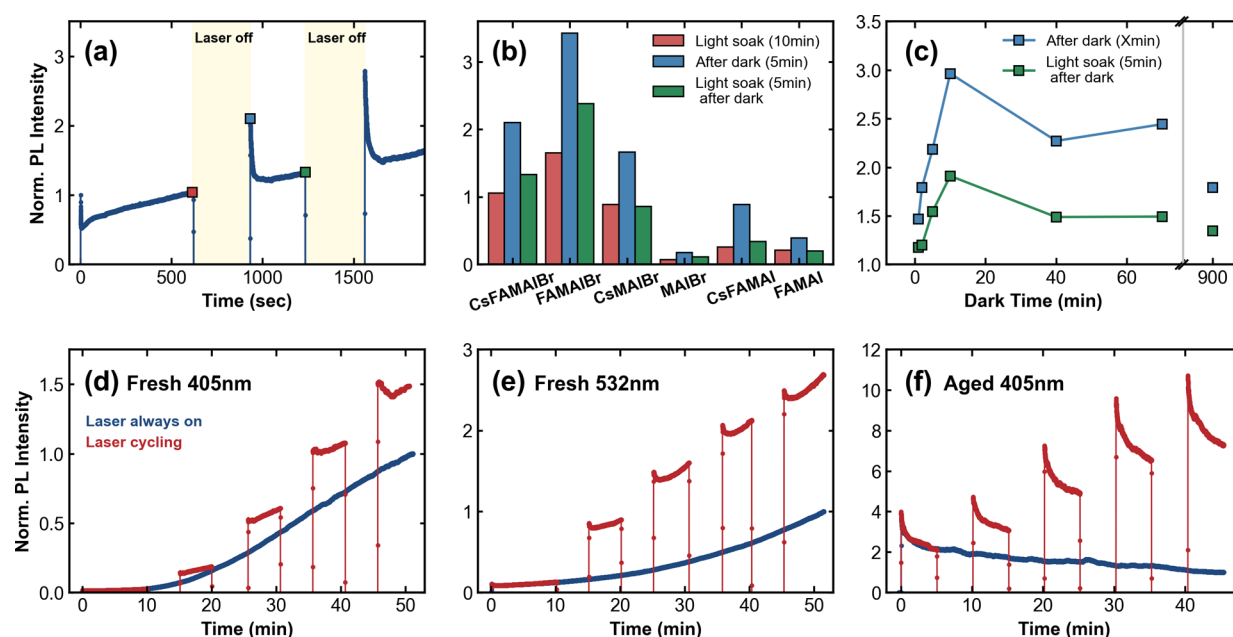 (a)
Laser off
Laser off
Norm. PL Intensity
3
2
1
0
0
500
1000
1500
Time (sec)
(b)
Light soak (10min)
After dark (5min)
Light soak (5min)
after dark
3
2
1
0
CsFAMAIBr
FAMAIBr
CsMAIBr
MAIBr
CsFAMAI
FAMAI
(c)
After dark (Xmin)
Light soak (5min)
after dark
3.5
3.0
2.5
2.0
1.5
1.0
0
20
40
60
900
Dark Time (min)
(d) Fresh 405nm
Laser always on
Laser cycling
Norm. PL Intensity
1.5
1.0
0.5
0.0
0
10
20
30
40
50
Time (min)
(e) Fresh 532nm
3
2
1
0
0
10
20
30
40
50
Time (min)
(f) Aged 405nm
12
10
8
6
4
2
0
0
10
20
30
40
Time (min)